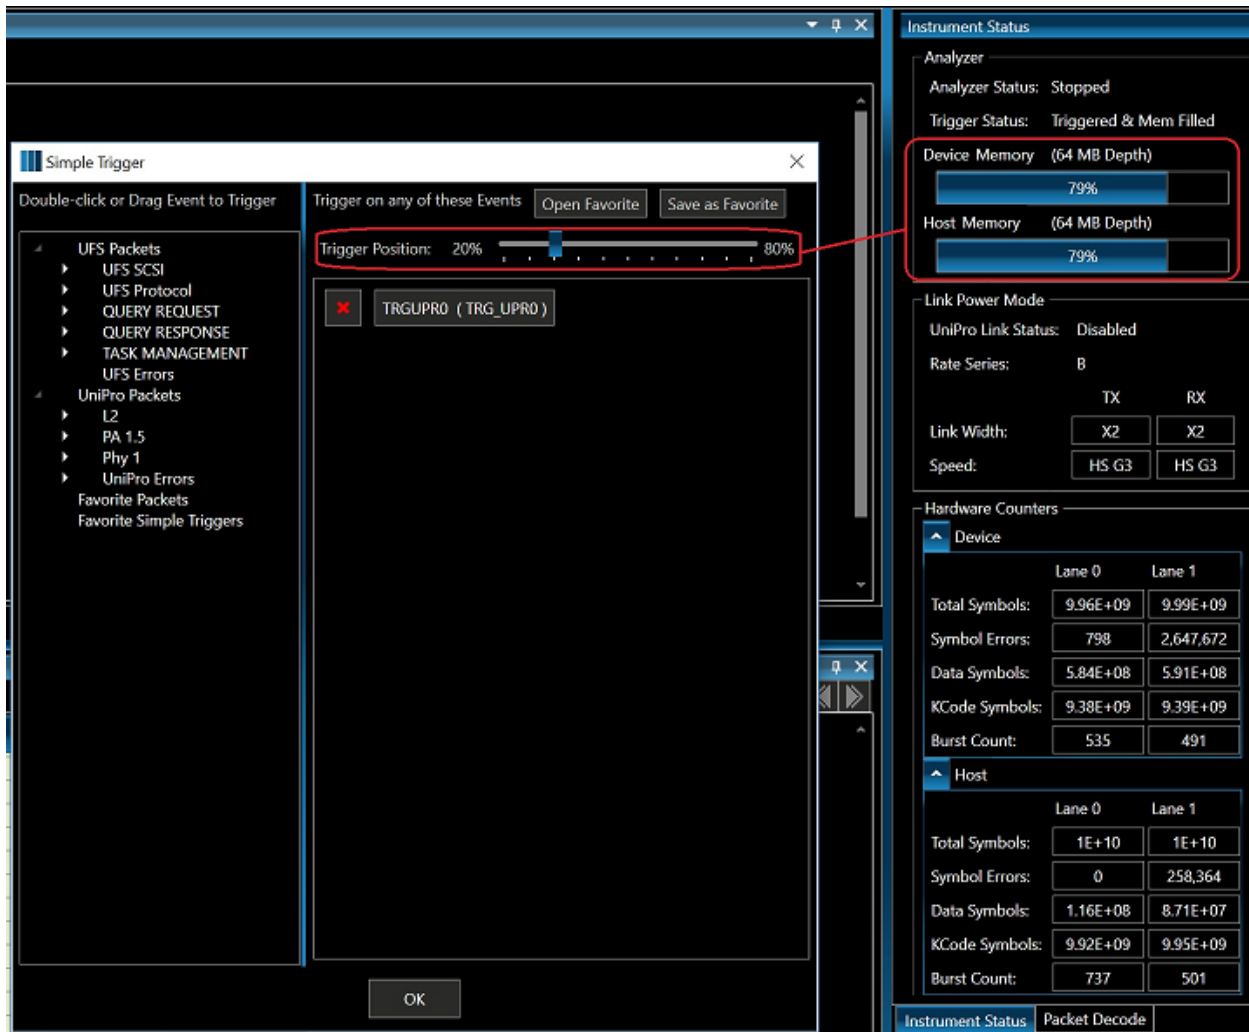 Simple Trigger
Double-click or Drag Event to Trigger
UFS Packets
UFS SCSI
UFS Protocol
QUERY REQUEST
QUERY RESPONSE
TASK MANAGEMENT
UFS Errors
UniPro Packets
L2
PA 1.5
Phy 1
UniPro Errors
Favorite Packets
Favorite Simple Triggers
Trigger on any of these Events Open Favorite Save as Favorite
Trigger Position: 20% 80%
TRGUPR0 ( TRG_UPR0 )
OK
Instrument Status
Analyzer
Analyzer Status: Stopped
Trigger Status: Triggered & Mem Filled
Device Memory (64 MB Depth)
79%
Host Memory (64 MB Depth)
79%
Link Power Mode
UniPro Link Status: Disabled
Rate Series: B
TX RX
Link Width: X2 X2
Speed: HS G3 HS G3
Hardware Counters
Device
Lane 0 Lane 1
Total Symbols: 9.96E+09 9.99E+09
Symbol Errors: 798 2,647,672
Data Symbols: 5.84E+08 5.91E+08
KCode Symbols: 9.38E+09 9.39E+09
Burst Count: 535 491
Host
Lane 0 Lane 1
Total Symbols: 1E+10 1E+10
Symbol Errors: 0 258,364
Data Symbols: 1.16E+08 8.71E+07
KCode Symbols: 9.92E+09 9.95E+09
Burst Count: 737 501
Instrument Status Packet Decode